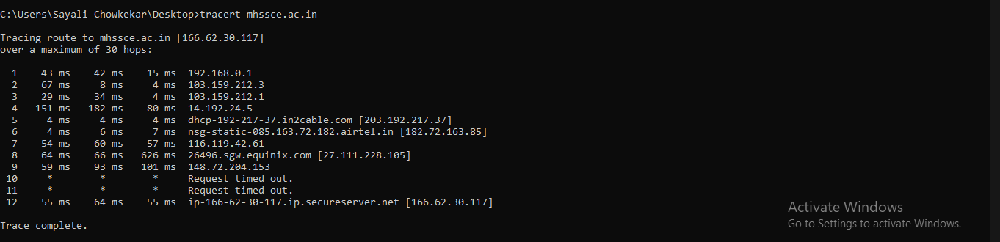 C:\Users\Sayali Chowkekar\Desktop>tracert mhssce.ac.in
Tracing route to mhssce.ac.in [166.62.30.117]
over a maximum of 30 hops:
1 43 ms 42 ms 15 ms 192.168.0.1
2 67 ms 8 ms 4 ms 103.159.212.3
3 29 ms 34 ms 4 ms 103.159.212.1
4 151 ms 182 ms 80 ms 14.192.24.5
5 4 ms 4 ms 4 ms dhcp-192-217-37.in2cable.com [203.192.217.37]
6 4 ms 6 ms 7 ms nsg-static-085.163.72.182.airtel.in [182.72.163.85]
7 54 ms 60 ms 57 ms 116.119.42.61
8 64 ms 66 ms 626 ms 26496.sgw.equinix.com [27.111.228.105]
9 59 ms 93 ms 101 ms 148.72.204.153
10 * * * Request timed out.
11 * * * Request timed out.
12 55 ms 64 ms 55 ms ip-166-62-30-117.ip.secureserver.net [166.62.30.117]
Trace complete.
Activate Windows
Go to Settings to activate Windows.